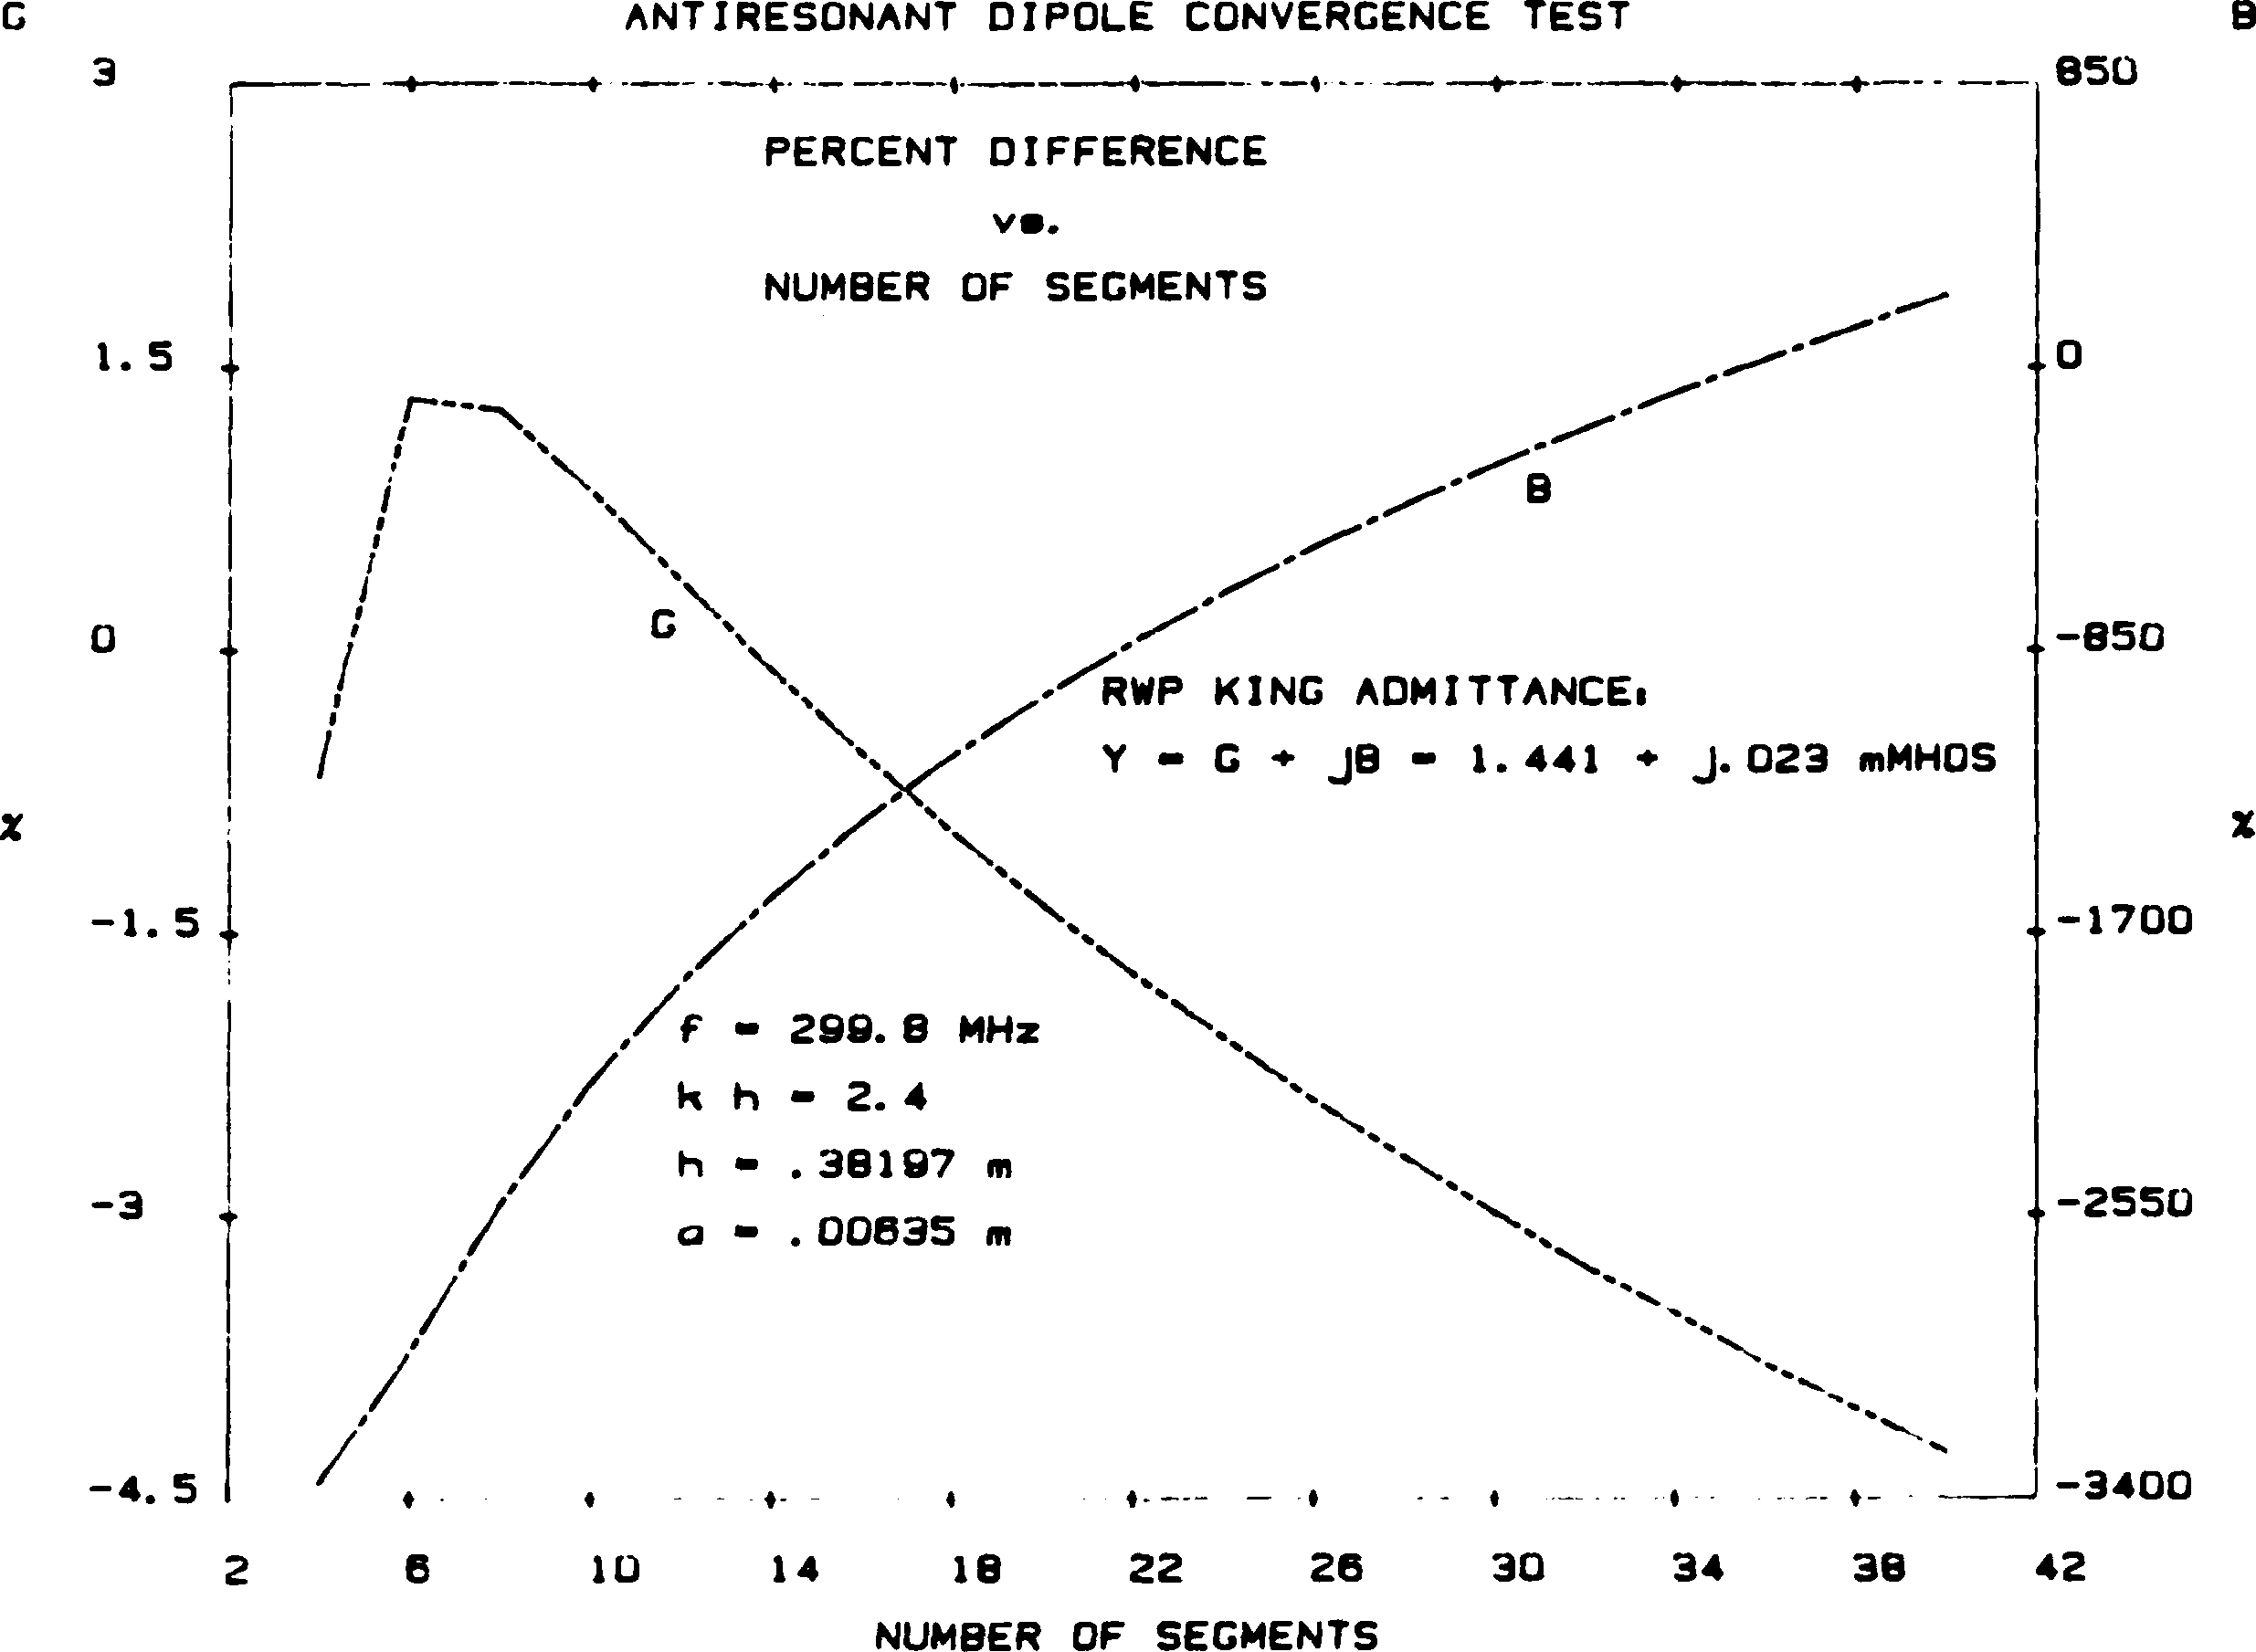 G ANTIRESONANT DIPOLE CONVERGENCE TEST B
3 850
PERCENT DIFFERENCE
vs.
NUMBER OF SEGMENTS
1.5 0
B
G
0 -850
RWP KING ADMITTANCE:
Y = G + jB = 1.441 + j.023 mMHOS
% %
-1.5 -1700
f = 299.8 MHz
k h = 2.4
h = .38197 m
-3 -2550
a = .00635 m
-4.5 -3400
2 6 10 14 18 22 26 30 34 38 42
NUMBER OF SEGMENTS